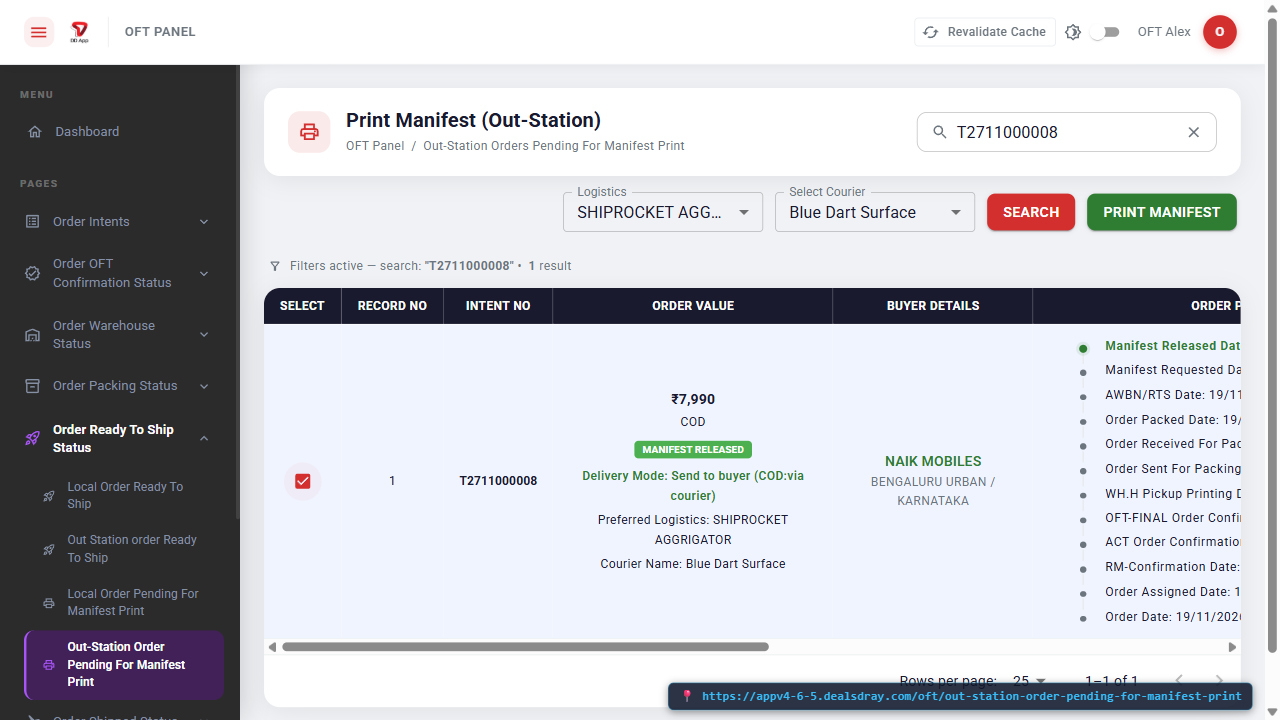 DD App
OFT PANEL
Revalidate Cache
OFT Alex
O
MENU
Dashboard
PAGES
Order Intents
Order OFT
Confirmation Status
Order Warehouse
Status
Order Packing Status
Order Ready To Ship
Status
Local Order Ready To
Ship
Out Station order Ready
To Ship
Local Order Pending For
Manifest Print
Out-Station Order
Pending For Manifest
Print
Order Shipped Status
Print Manifest (Out-Station)
OFT Panel / Out-Station Orders Pending For Manifest Print
T2711000008
Logistics
SHIPROCKET AGG...
Select Courier
Blue Dart Surface
SEARCH
PRINT MANIFEST
Filters active — search: "T2711000008" • 1 result
SELECT RECORD NO INTENT NO ORDER VALUE BUYER DETAILS ORDER P
1
T2711000008
₹7,990
COD
MANIFEST RELEASED
Delivery Mode: Send to buyer (COD:via
courier)
Preferred Logistics: SHIPROCKET
AGGRIGATOR
Courier Name: Blue Dart Surface
NAIK MOBILES
BENGALURU URBAN /
KARNATAKA
Manifest Released Dat
Manifest Requested Da
AWBN/RTS Date: 19/11
Order Packed Date: 19/
Order Received For Pac
Order Sent For Packing
WH.H Pickup Printing D
OFT-FINAL Order Confi
ACT Order Confirmatio
RM-Confirmation Date:
Order Assigned Date: 1
Order Date: 19/11/202
Rows per page: 25 1–1 of 1
https://appv4-6-5.dealsdray.com/oft/out-station-order-pending-for-manifest-print